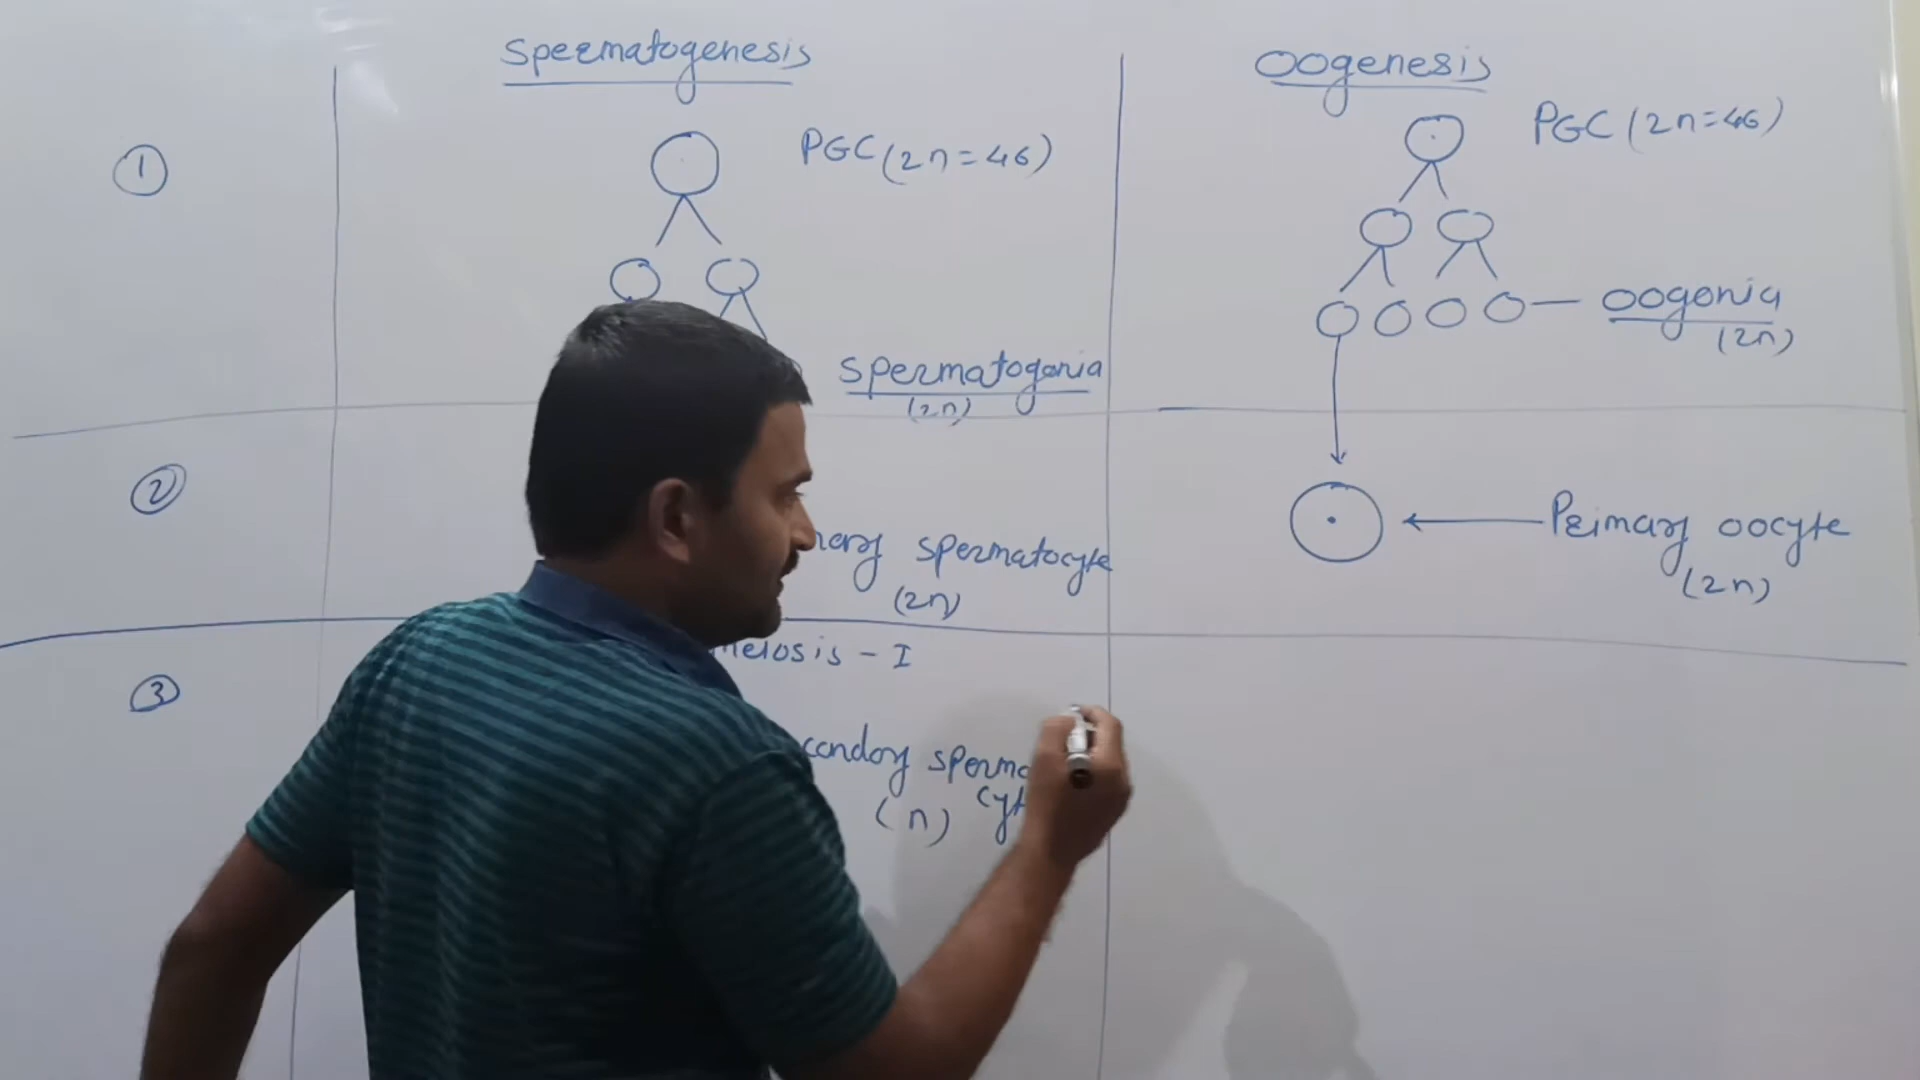 Spermatogenesis
Oogenesis
①
PGC (2n=46)
PGC (2n=46)
oogonia
(2n)
spermatogonia
(2n)
②
Primary oocyte
(2n)
spermatocyte
(2n)
meiosis - I
③
(n)